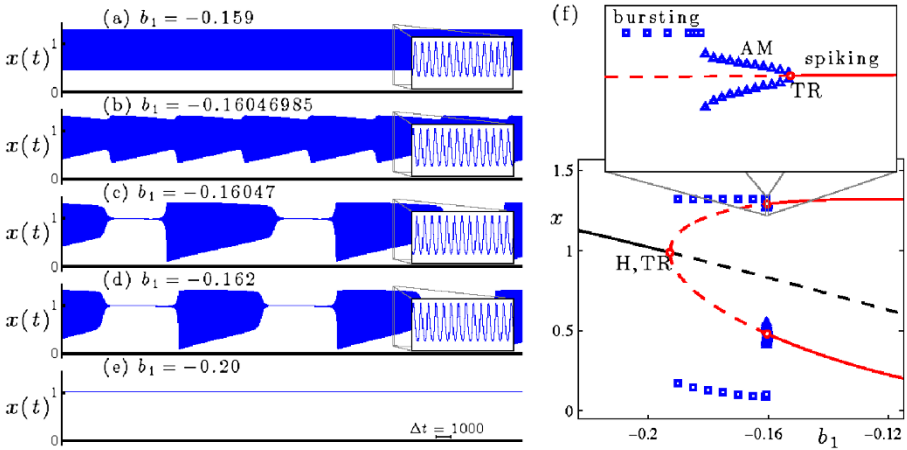 (a) b₁ = −0.159
x(t)
1
0
(b) b₁ = −0.16046985
x(t)
1
0
(c) b₁ = −0.16047
x(t)
1
0
(d) b₁ = −0.162
x(t)
1
0
(e) b₁ = −0.20
x(t)
1
0
Δt = 1000
(f)
bursting
AM
spiking
TR
1.5
x
1
H,TR
0.5
0
−0.2
−0.16
b₁
−0.12